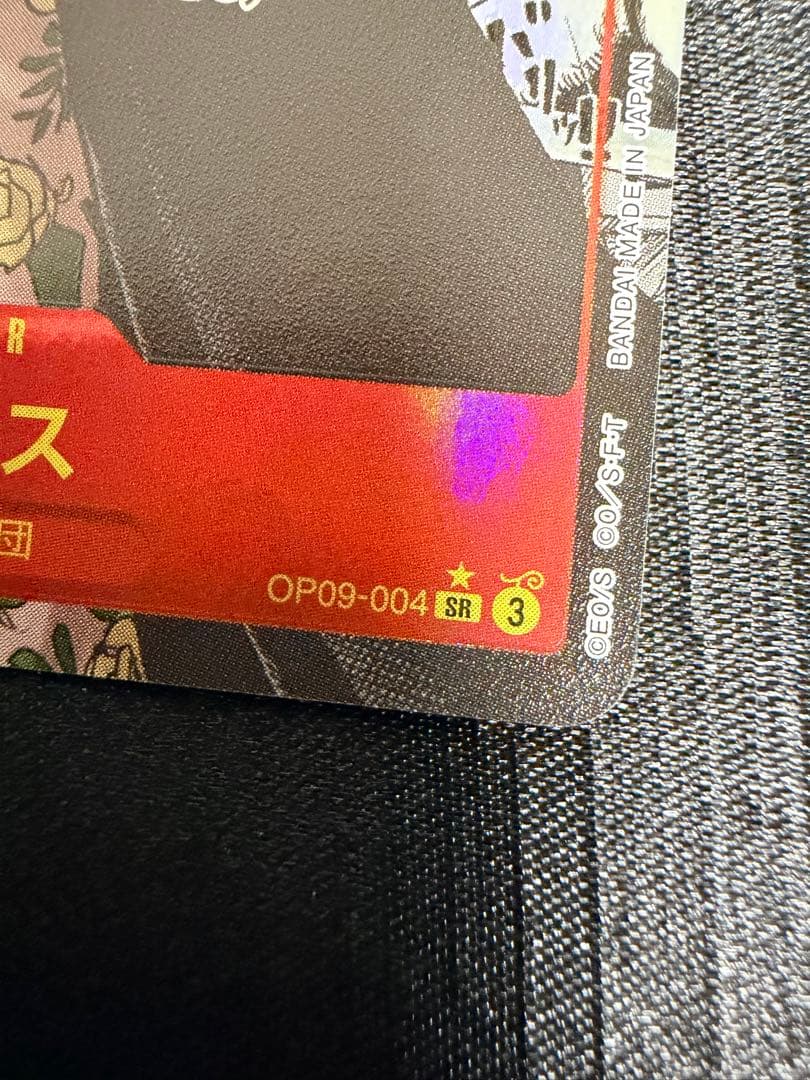 R
ス
団
OP09-004 SR 3
©EO/S ©O/S・F・T BANDAI MADE IN JAPAN